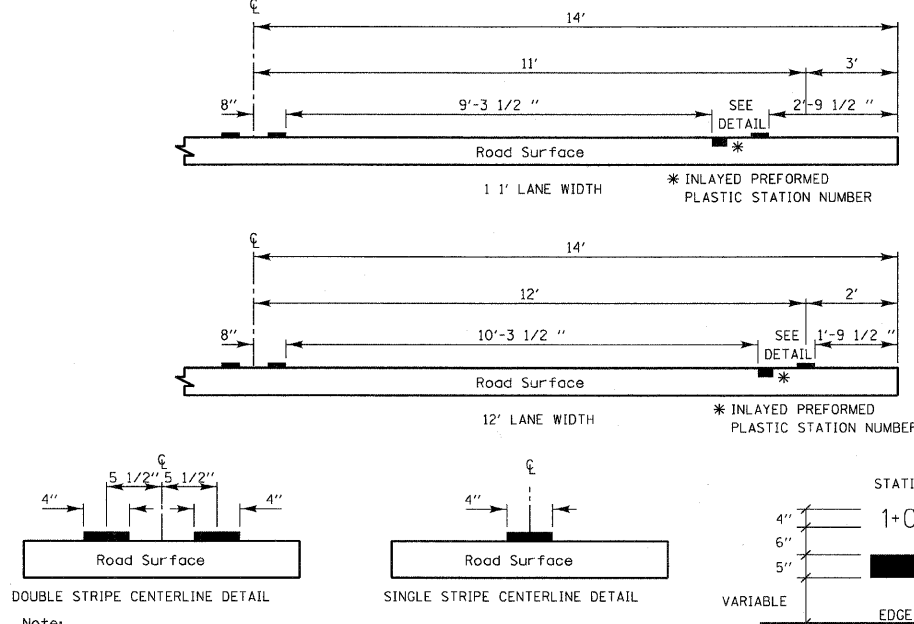 ℄
14'
11' 3'
8" 9'-3 1/2 " SEE DETAIL 2'-9 1/2 "
Road Surface
✳
1 1' LANE WIDTH
✳ INLAYED PREFORMED
PLASTIC STATION NUMBER
℄
14'
12' 2'
8" 10'-3 1/2 " SEE DETAIL 1'-9 1/2 "
Road Surface
✳
12' LANE WIDTH
✳ INLAYED PREFORMED
PLASTIC STATION NUMBER
℄
5 1/2" 5 1/2"
4" 4"
Road Surface
DOUBLE STRIPE CENTERLINE DETAIL
℄
4"
Road Surface
SINGLE STRIPE CENTERLINE DETAIL
STATI
4" 1+0
6"
5"
VARIABLE
EDGE
Note: